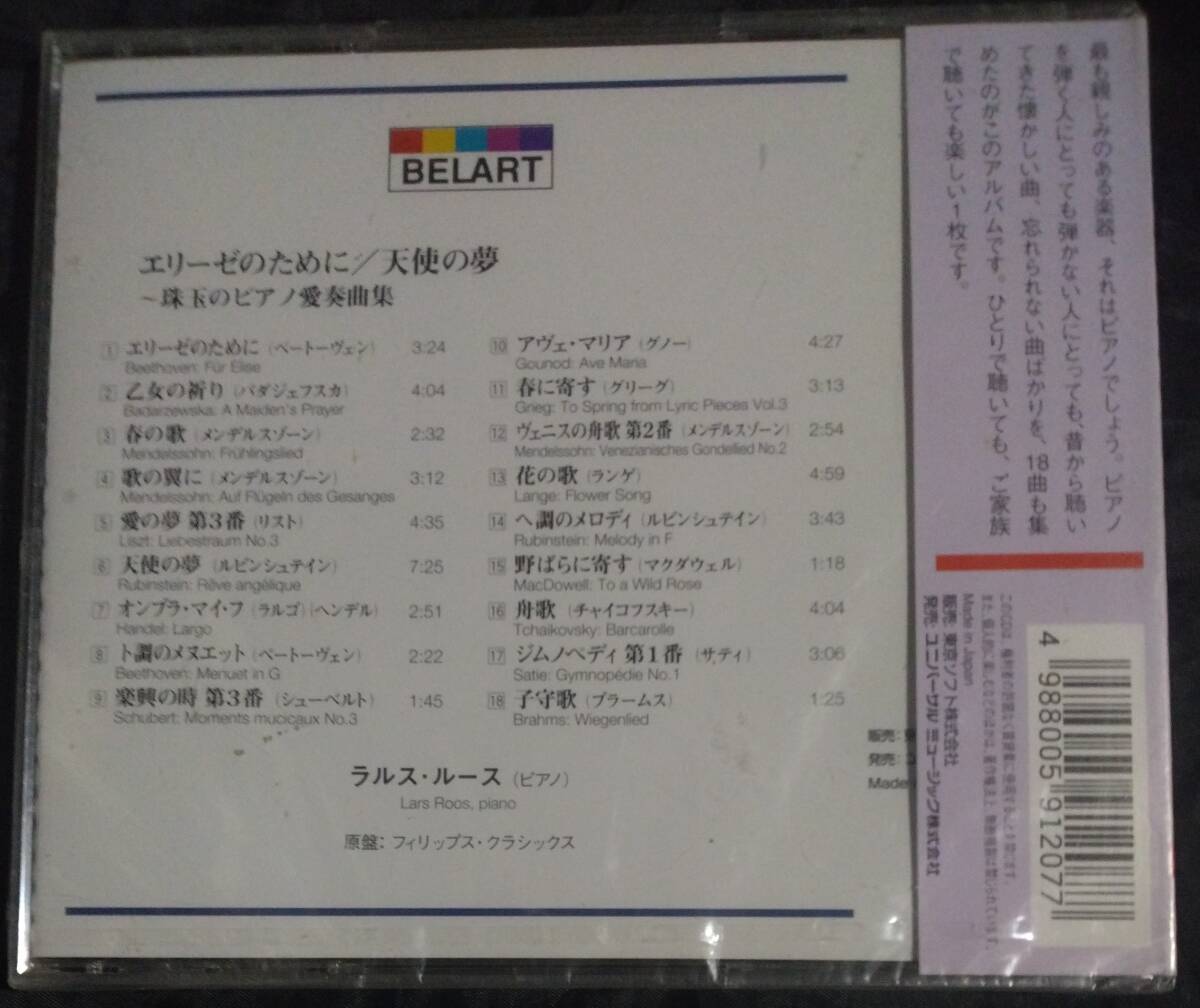 BELART
エリーゼのために／天使の夢
～珠玉のピアノ愛奏曲集
1 エリーゼのために（ベートーヴェン） 3:24
Beethoven: Für Elise
2 乙女の祈り（バダジェフスカ） 4:04
Badarzewska: A Maiden's Prayer
3 春の歌（メンデルスゾーン） 2:32
Mendelssohn: Frühlingslied
4 歌の翼に（メンデルスゾーン） 3:12
Mendelssohn: Auf Flügeln des Gesanges
5 愛の夢 第3番（リスト） 4:35
Liszt: Liebestraum No.3
6 天使の夢（ルビンシュテイン） 7:25
Rubinstein: Rêve angélique
7 オンブラ・マイ・フ（ラルゴ）（ヘンデル） 2:51
Handel: Largo
8 ト調のメヌエット（ベートーヴェン） 2:22
Beethoven: Menuet in G
9 楽興の時 第3番（シューベルト） 1:45
Schubert: Moments mucicaux No.3
10 アヴェ・マリア（グノー） 4:27
Gounod: Ave Maria
11 春に寄す（グリーグ） 3:13
Grieg: To Spring from Lyric Pieces Vol.3
12 ヴェニスの舟歌 第2番（メンデルスゾーン） 2:54
Mendelssohn: Venezianisches Gondellied No.2
13 花の歌（ランゲ） 4:59
Lange: Flower Song
14 ヘ調のメロディ（ルビンシュテイン） 3:43
Rubinstein: Melody in F
15 野ばらに寄す（マクダウェル） 1:18
MacDowell: To a Wild Rose
16 舟歌（チャイコフスキー） 4:04
Tchaikovsky: Barcarolle
17 ジムノペディ 第1番（サティ） 3:06
Satie: Gymnopédie No.1
18 子守歌（ブラームス） 1:25
Brahms: Wiegenlied
ラルス・ルース（ピアノ）
Lars Roos, piano
原盤：フィリップス・クラシックス
販売：
発売：
Made
最も親しみのある楽器、それはピアノでしょう。ピアノ
を弾く人にとっても弾かない人にとっても、昔から聴い
てきた懐かしい曲、忘れられない曲ばかりを、18曲も集
めたのがこのアルバムです。ひとりで聴いても、ご家族
で聴いても楽しい1枚です。
Made in Japan
販売：東京ソフト株式会社
発売：ユニバーサル ミュージック株式会社
4 988005 912077